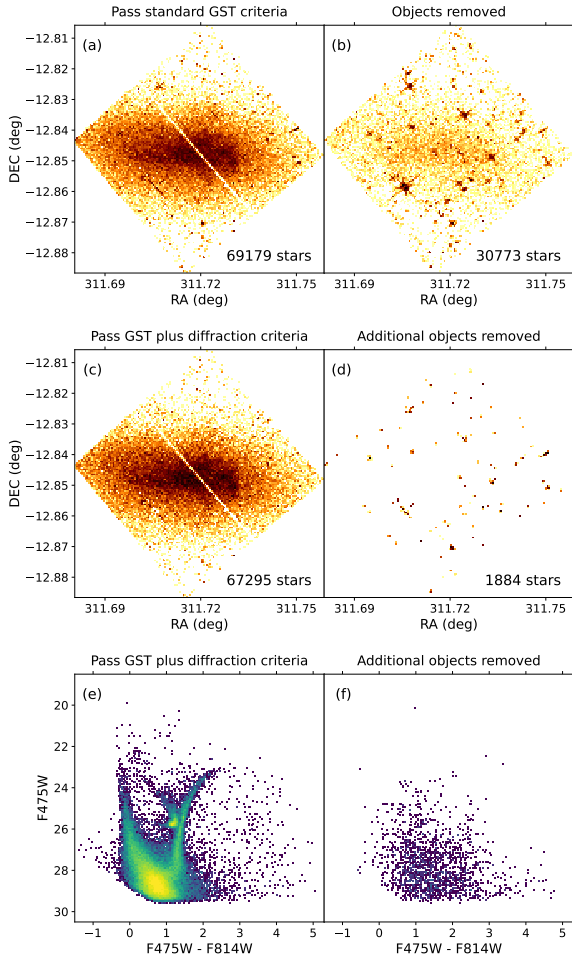 Pass standard GST criteria
Objects removed
(a)
(b)
−12.81
−12.82
−12.83
−12.84
−12.85
−12.86
−12.87
−12.88
DEC (deg)
69179 stars
30773 stars
311.69
311.72
311.75
311.69
311.72
311.75
RA (deg)
RA (deg)
Pass GST plus diffraction criteria
Additional objects removed
(c)
(d)
−12.81
−12.82
−12.83
−12.84
−12.85
−12.86
−12.87
−12.88
DEC (deg)
67295 stars
1884 stars
311.69
311.72
311.75
311.69
311.72
311.75
RA (deg)
RA (deg)
Pass GST plus diffraction criteria
Additional objects removed
(e)
(f)
20
22
24
26
28
30
F475W
−1
0
1
2
3
4
5
−1
0
1
2
3
4
5
F475W - F814W
F475W - F814W